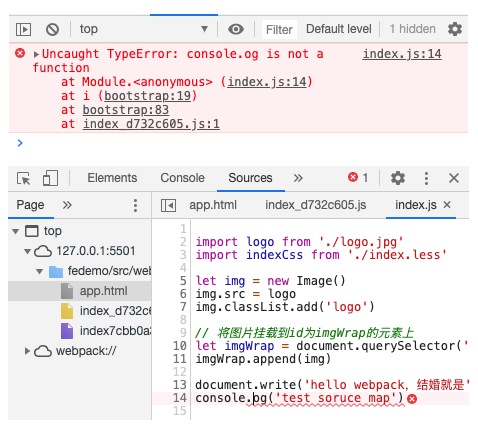 top
Filter
Default level
1 hidden
Uncaught TypeError: console.og is not a index.js:14
function
at Module.<anonymous> (index.js:14)
at i (bootstrap:19)
at bootstrap:83
at index_d732c605.js:1
Elements Console Sources 1
Page app.html index_d732c605.js index.js
top
127.0.0.1:5501
fedemo/src/web
app.html
index_d732c
index7cbb0a
webpack://
1
2 import logo from './logo.jpg'
3 import indexCss from './index.less'
4
5 let img = new Image()
6 img.src = logo
7 img.classList.add('logo')
8
9 // 将图片挂载到id为imgWrap的元素上
10 let imgWrap = document.querySelector('
11 imgWrap.append(img)
12
13 document.write('hello webpack，结婚就是'
14 console.og('test soruce map')
15